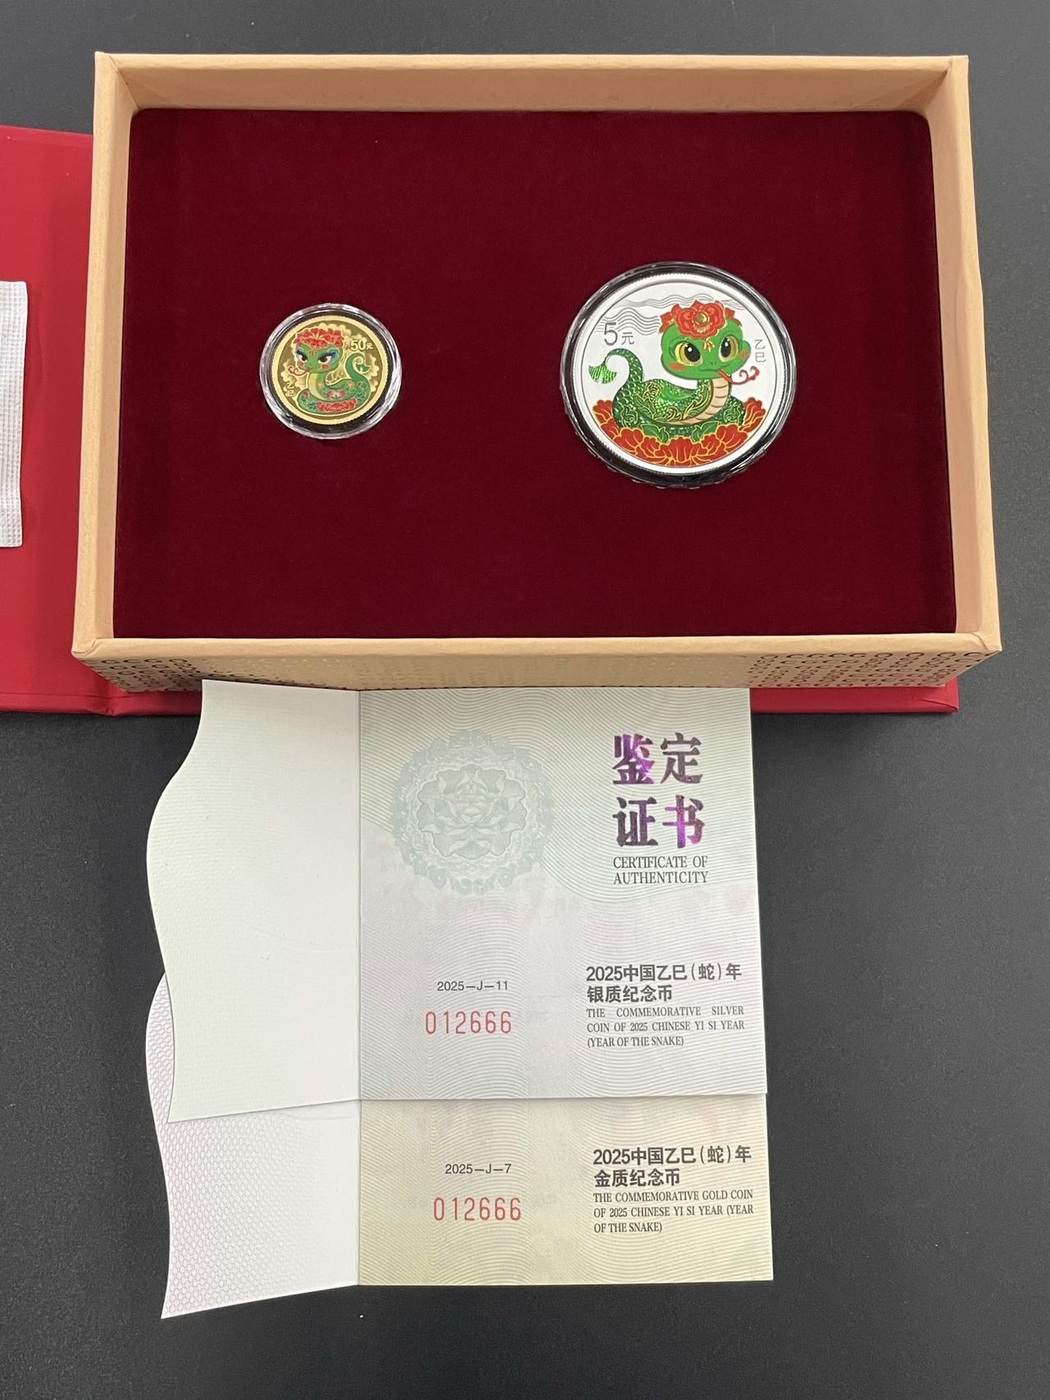 50元
5元
乙巳
鉴定
证书
CERTIFICATE OF
AUTHENTICITY
2025—J—11
012666
2025中国乙巳（蛇）年
银质纪念币
THE COMMEMORATIVE SILVER
COIN OF 2025 CHINESE YI SI YEAR
(YEAR OF THE SNAKE)
2025—J—7
012666
2025中国乙巳（蛇）年
金质纪念币
THE COMMEMORATIVE GOLD COIN
OF 2025 CHINESE YI SI YEAR (YEAR
OF THE SNAKE)